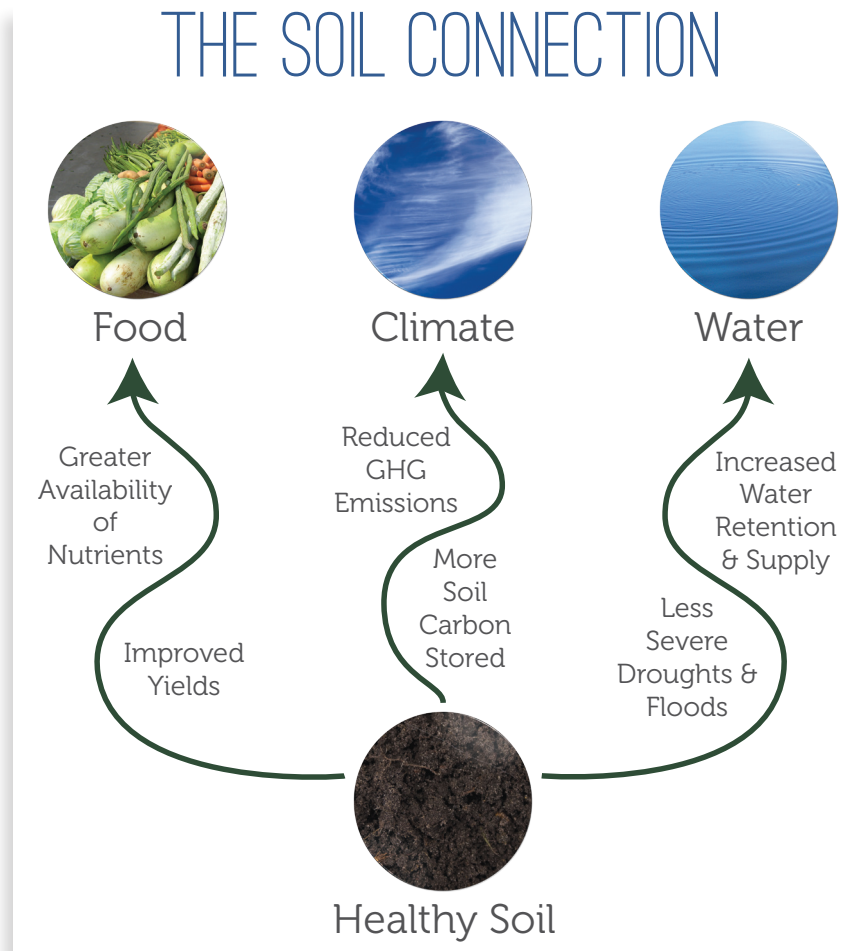 THE SOIL CONNECTION
Food
Climate
Water
Greater
Availability
of
Nutrients
Improved
Yields
Reduced
GHG
Emissions
More
Soil
Carbon
Stored
Increased
Water
Retention
& Supply
Less
Severe
Droughts &
Floods
Healthy Soil